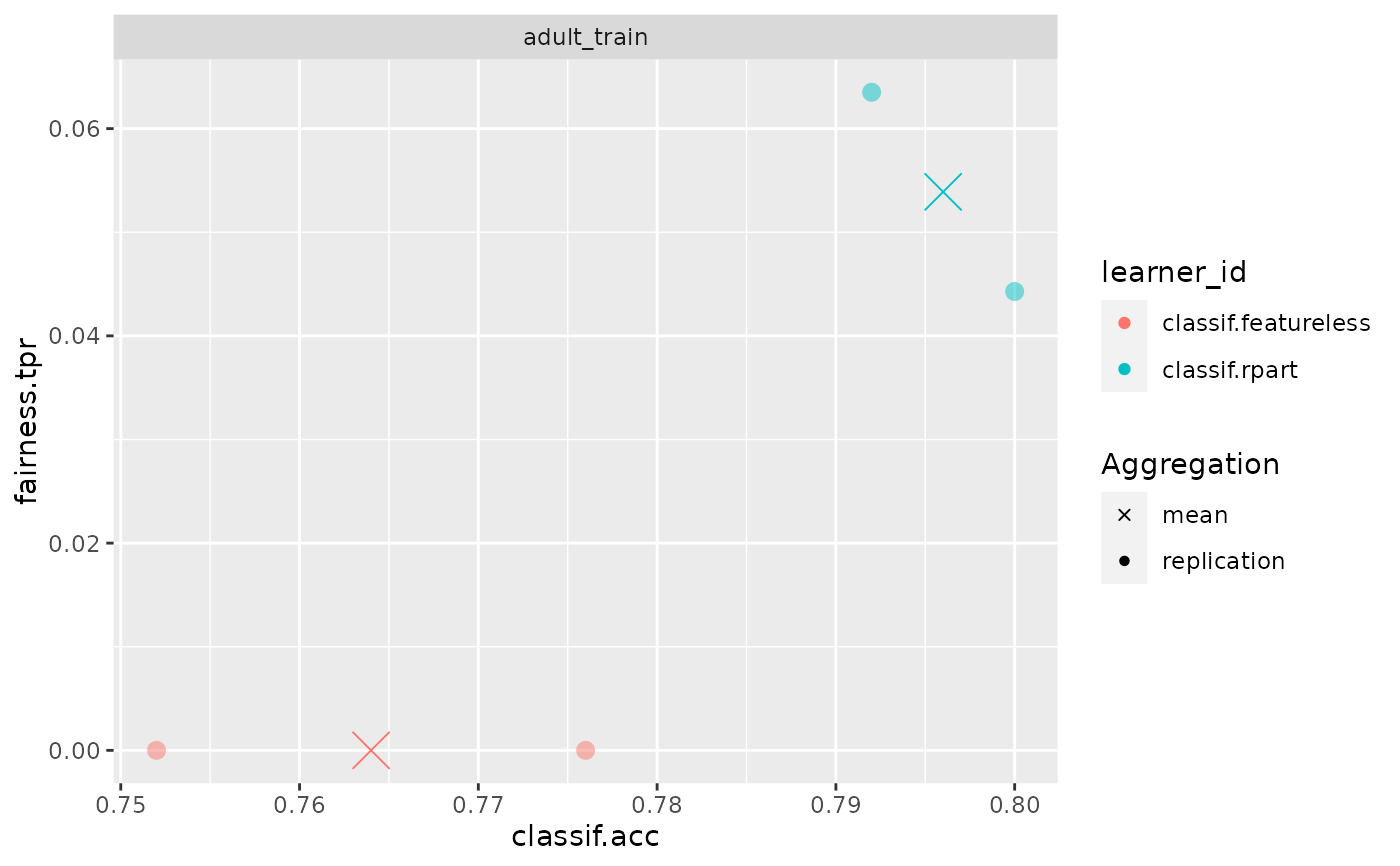 adult_train
fairness.tpr
0.06
0.04
0.02
0.00
0.75
0.76
0.77
0.78
0.79
0.80
classif.acc
learner_id
classif.featureless
classif.rpart
Aggregation
mean
replication